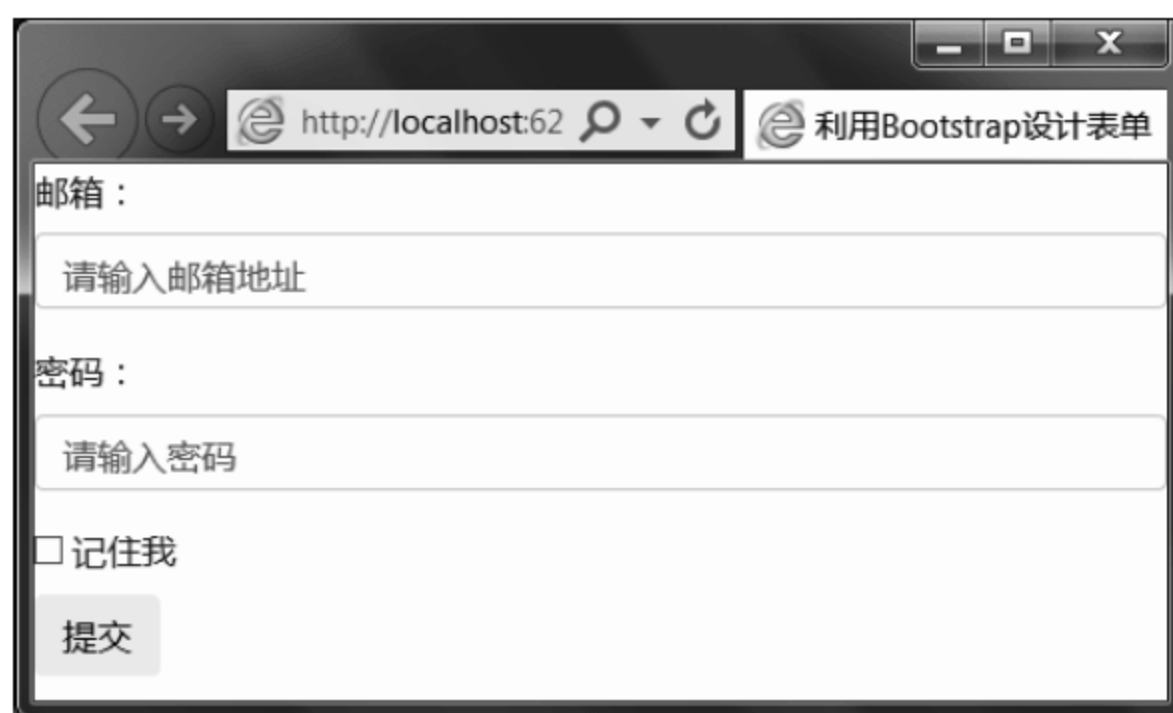 http://localhost:62
利用Bootstrap设计表单
邮箱：
请输入邮箱地址
密码：
请输入密码
记住我
提交